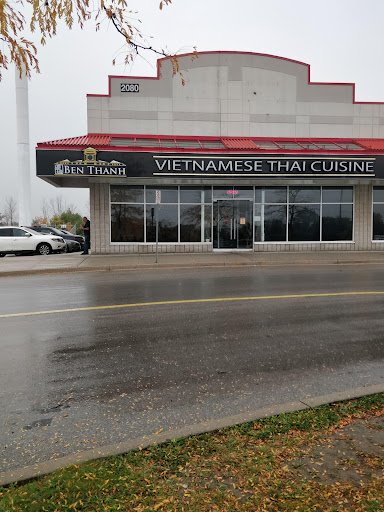 2080
BEN THANH
VIETNAMESE THAI CUISINE